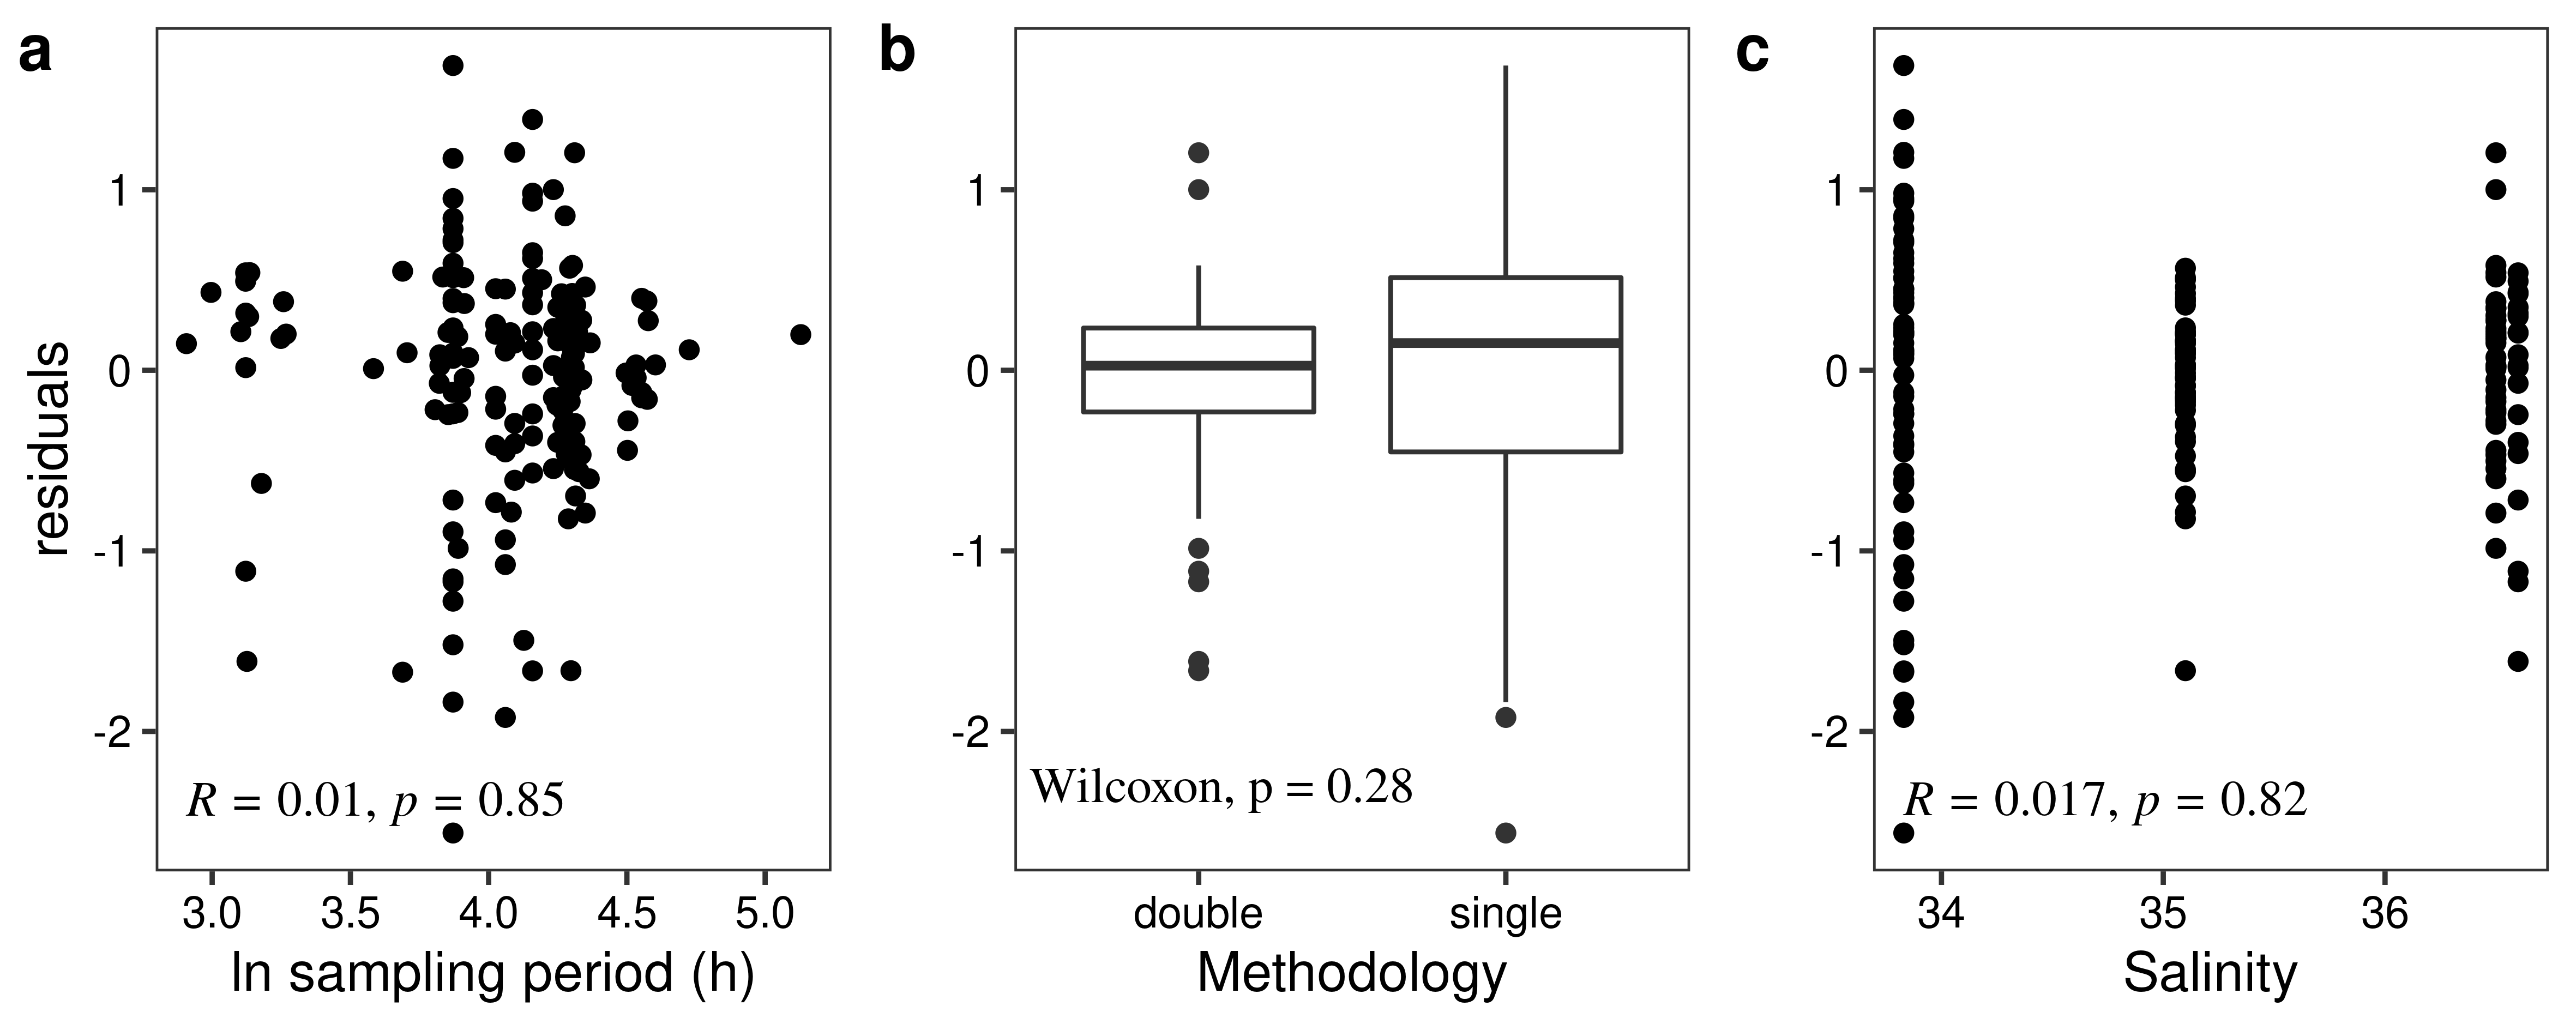 a
residuals
1
0
-1
-2
R = 0.01, p = 0.85
3.0 3.5 4.0 4.5 5.0
ln sampling period (h)
b
1
0
-1
-2
Wilcoxon, p = 0.28
double single
Methodology
c
1
0
-1
-2
R = 0.017, p = 0.82
34 35 36
Salinity